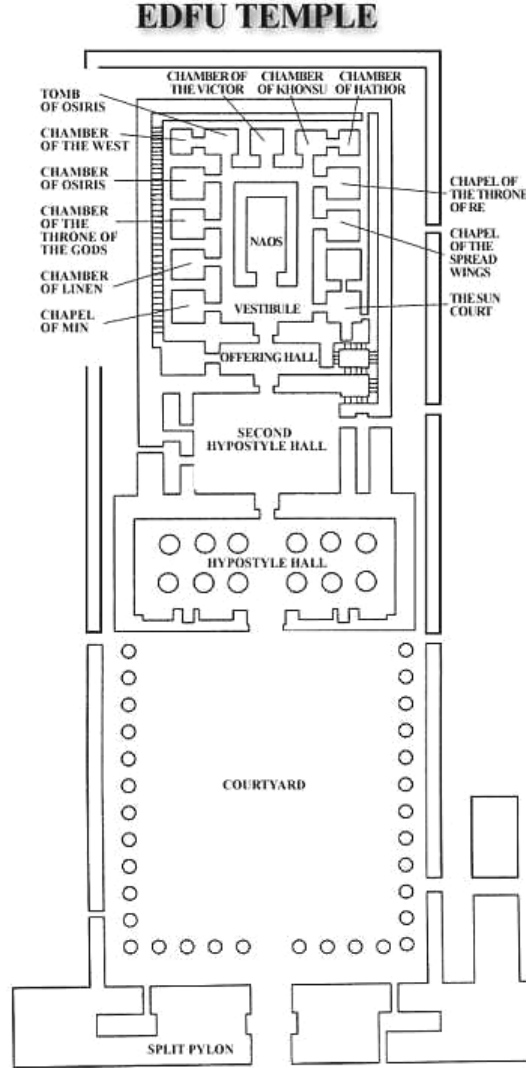 EDFU TEMPLE
CHAMBER OF
THE VICTOR
CHAMBER
OF KHONSU
CHAMBER
OF HATHOR
TOMB
OF OSIRIS
CHAMBER
OF THE WEST
CHAMBER
OF OSIRIS
CHAMBER
OF THE
THRONE OF
THE GODS
CHAMBER
OF LINEN
CHAPEL
OF MIN
CHAPEL OF
THE THRONE
OF RE
CHAPEL
OF THE
SPREAD
WINGS
THE SUN
COURT
NAOS
VESTIBULE
OFFERING HALL
SECOND
HYPOSTYLE HALL
HYPOSTYLE HALL
COURTYARD
SPLIT PYLON